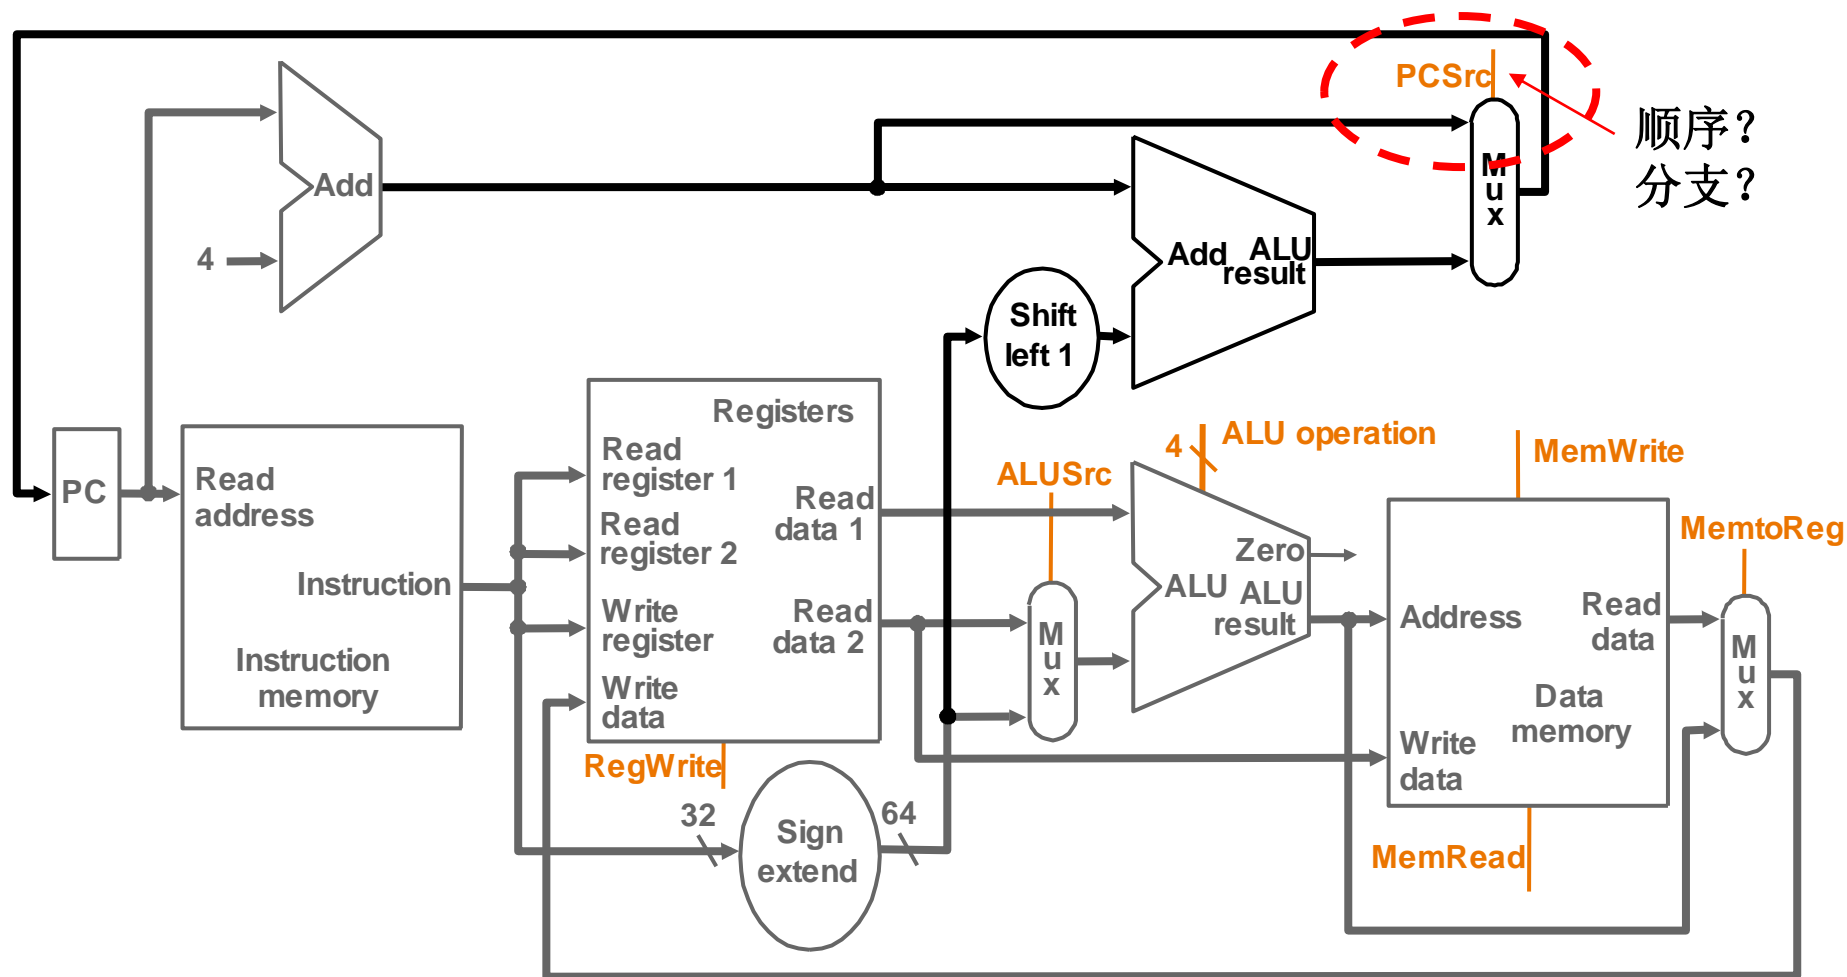 PCSrc
顺序?
分支?
Mux
Add
4
Add
ALU
result
Shift
left 1
PC
Read
address
Instruction
Instruction
memory
Registers
Read
register 1
Read
register 2
Write
register
Write
data
Read
data 1
Read
data 2
RegWrite
32
Sign
extend
64
ALUSrc
Mux
4
ALU operation
Zero
ALU
ALU
result
MemWrite
Address
Read
data
Write
data
Data
memory
MemRead
MemtoReg
Mux